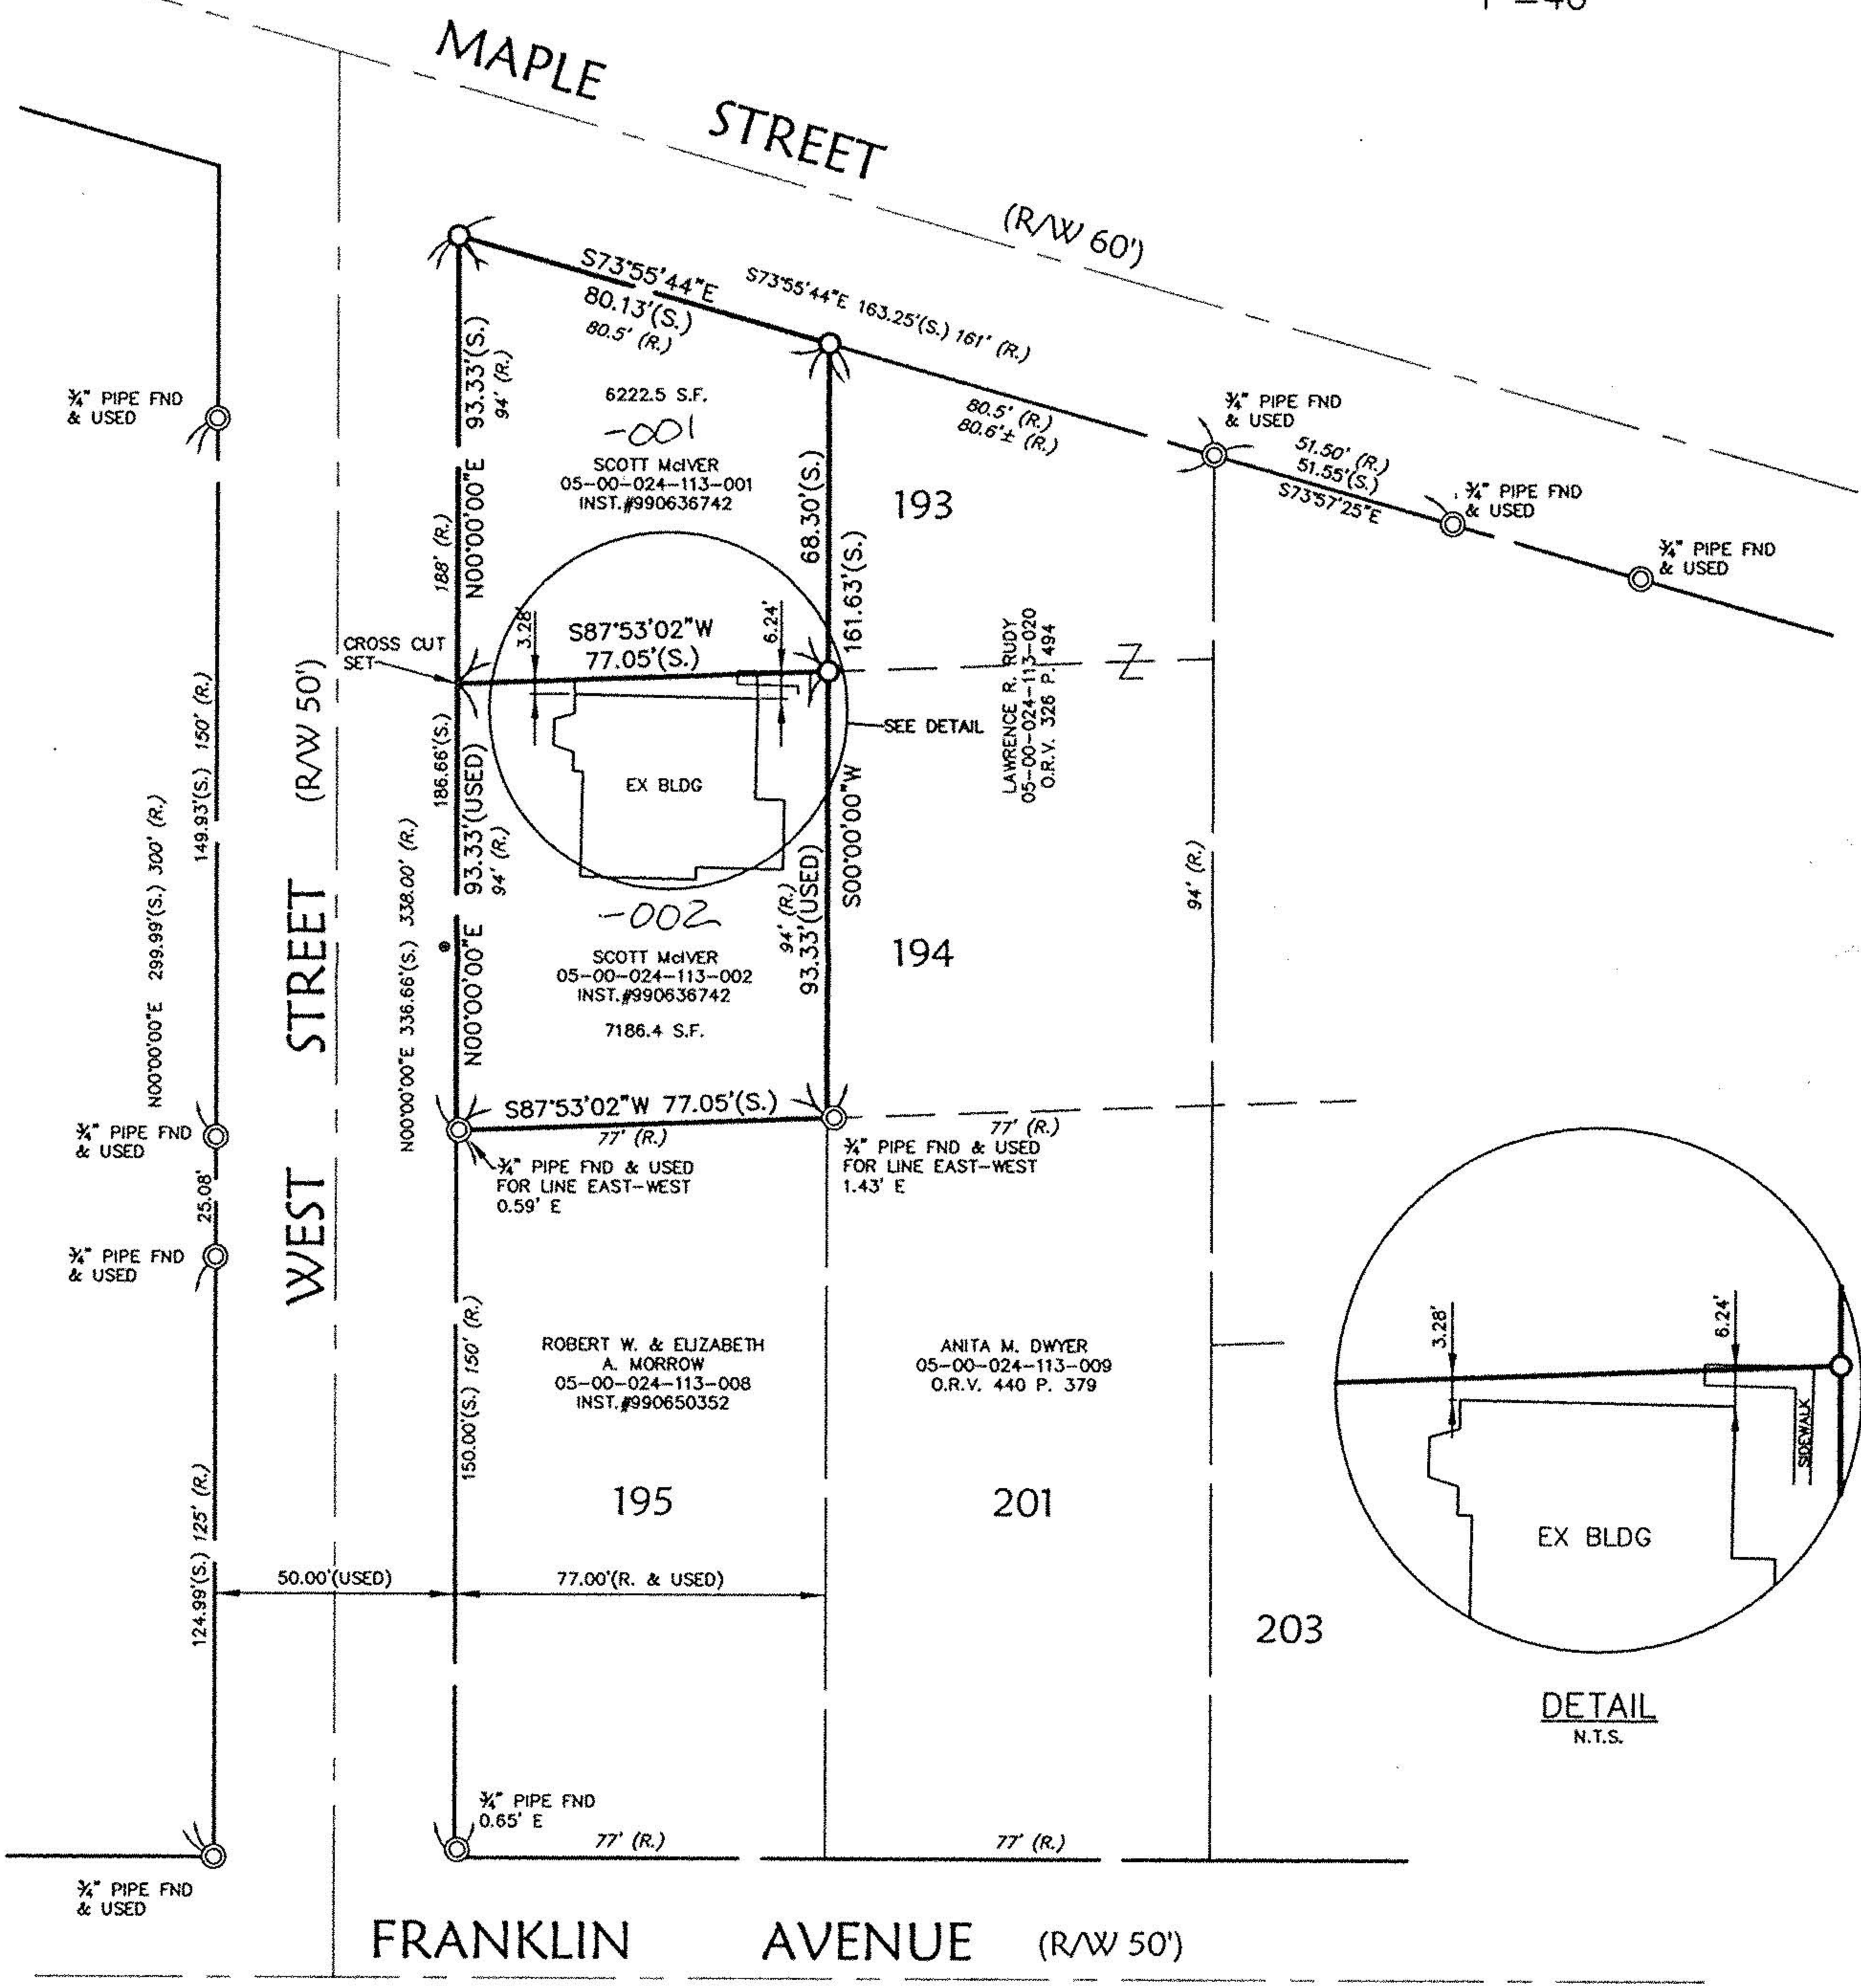 1"=40'
MAPLE STREET
(R/W 60')
S73°55'44"E
80.13'(S.)
80.5' (R.)
S73°55'44"E 163.25'(S.) 161' (R.)
93.33'(S.)
94' (R.)
N00°00'00"E
188' (R.)
3/4" PIPE FND
& USED
6222.5 S.F.
-001
SCOTT McIVER
05-00-024-113-001
INST.#990636742
80.5' (R.)
80.6'± (R.)
3/4" PIPE FND
& USED
51.50' (R.)
51.55'(S.)
S73°57'25"E
3/4" PIPE FND
& USED
3/4" PIPE FND
& USED
193
68.30'(S.)
161.63'(S.)
CROSS CUT
SET
3.28'
S87°53'02"W
77.05'(S.)
6.24'
SEE DETAIL
LAWRENCE R. RUDY
05-00-024-113-020
O.R.V. 326 P. 494
EX BLDG
186.66'(S.)
93.33'(USED)
94' (R.)
N00°00'00"E
N00°00'00"E 336.66'(S.) 338.00' (R.)
S00°00'00"W
94' (R.)
93.33'(USED)
94' (R.)
149.93'(S.) 150' (R.)
N00°00'00"E 299.99'(S.) 300' (R.)
WEST STREET (R/W 50')
-002
SCOTT McIVER
05-00-024-113-002
INST.#990636742
7186.4 S.F.
194
S87°53'02"W 77.05'(S.)
77' (R.)
77' (R.)
3/4" PIPE FND & USED
FOR LINE EAST-WEST
0.59' E
3/4" PIPE FND & USED
FOR LINE EAST-WEST
1.43' E
3/4" PIPE FND
& USED
25.08'
3/4" PIPE FND
& USED
150.00'(S.) 150' (R.)
ROBERT W. & ELIZABETH
A. MORROW
05-00-024-113-008
INST.#990650352
ANITA M. DWYER
05-00-024-113-009
O.R.V. 440 P. 379
195
201
203
124.99'(S.) 125' (R.)
50.00'(USED)
77.00'(R. & USED)
3.28'
6.24'
SIDEWALK
EX BLDG
DETAIL
N.T.S.
3/4" PIPE FND
0.65' E
77' (R.)
77' (R.)
3/4" PIPE FND
& USED
FRANKLIN AVENUE (R/W 50')